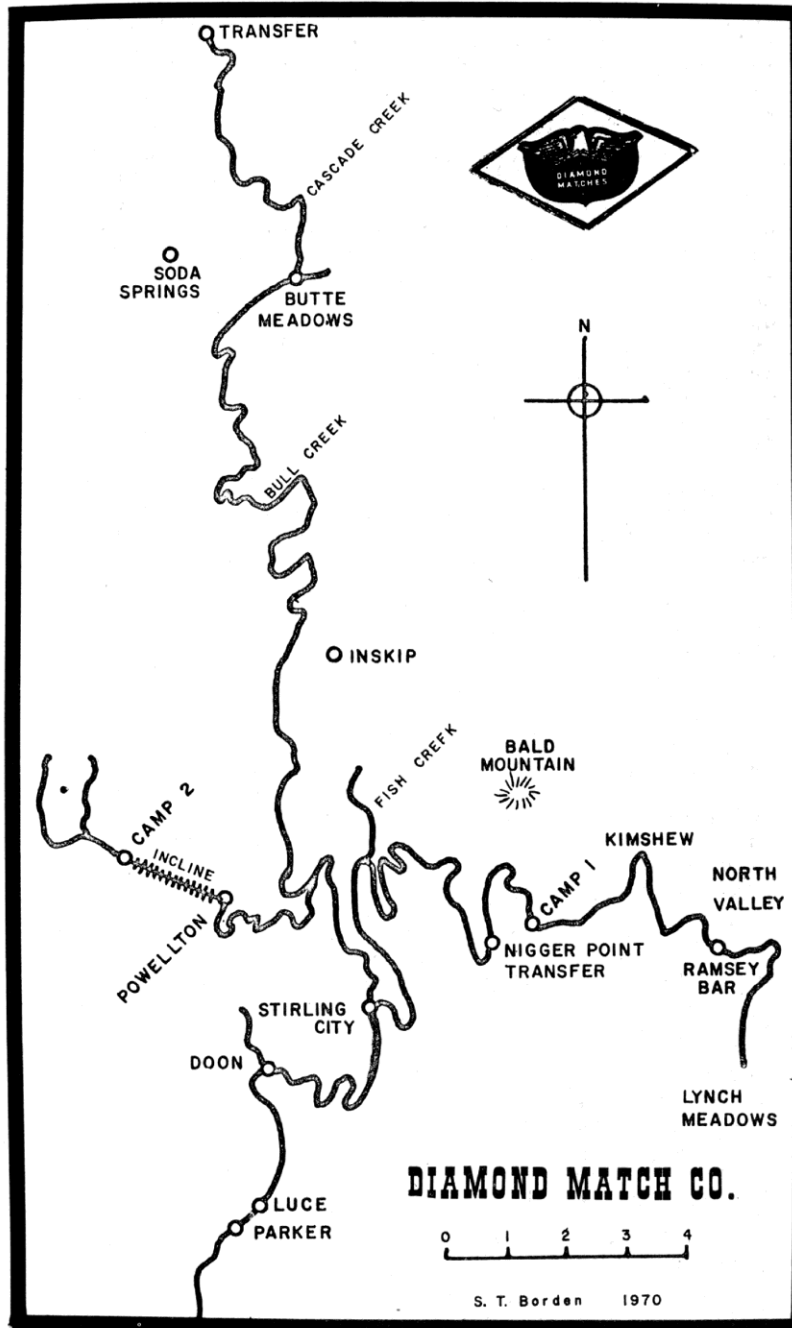 TRANSFER
CASCADE CREEK
DIAMOND
MATCHES
SODA
SPRINGS
BUTTE
MEADOWS
N
BULL CREEK
INSKIP
FISH CREEK
BALD
MOUNTAIN
CAMP 2
INCLINE
POWELLTON
KIMSHEW
CAMP 1
NORTH
VALLEY
NIGGER POINT
TRANSFER
RAMSEY
BAR
STIRLING
CITY
DOON
LYNCH
MEADOWS
DIAMOND MATCH CO.
LUCE
PARKER
0 1 2 3 4
S. T. Borden 1970